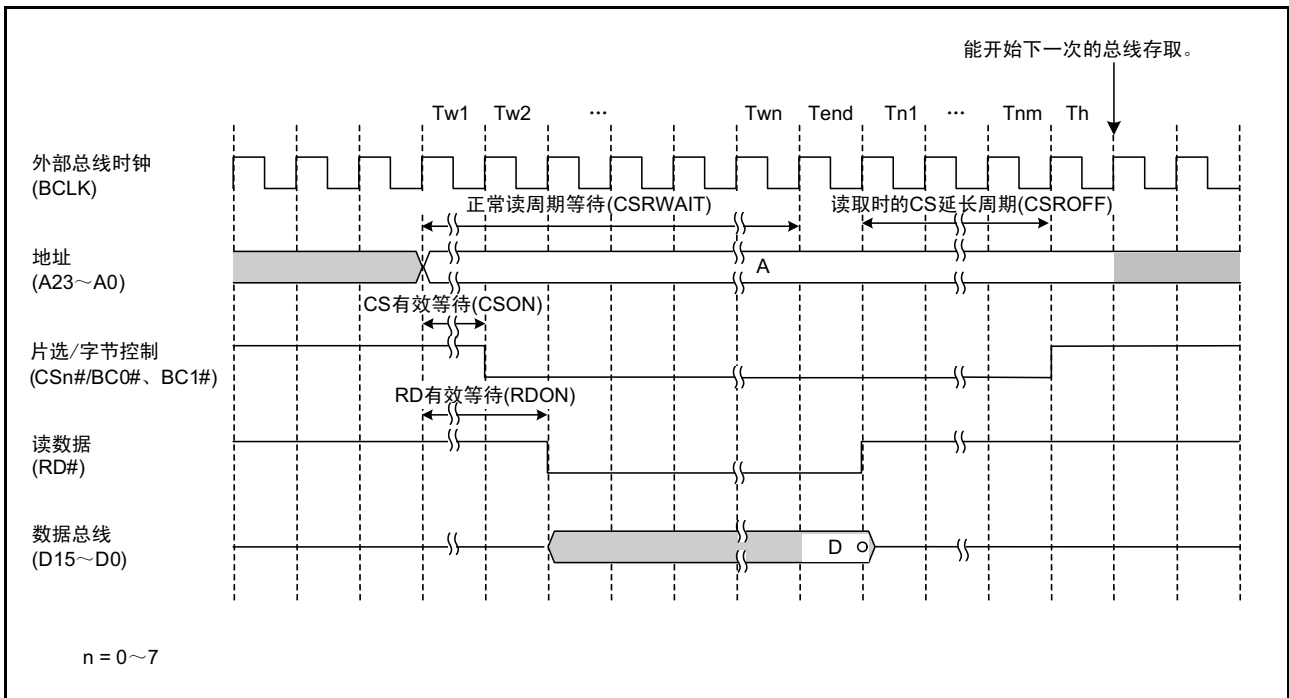 能开始下一次的总线存取。
Tw1 Tw2 … Twn Tend Tn1 … Tnm Th
外部总线时钟
(BCLK)
正常读周期等待(CSRWAIT) 读取时的CS延长周期(CSROFF)
地址
(A23～A0)
A
CS有效等待(CSON)
片选/字节控制
(CSn#/BC0#、BC1#)
RD有效等待(RDON)
读数据
(RD#)
数据总线
(D15～D0)
D
n = 0～7